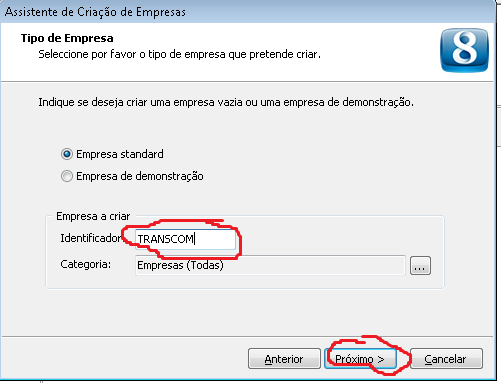 Assistente de Criação de Empresas
Tipo de Empresa
Seleccione por favor o tipo de empresa que pretende criar.
8
Indique se deseja criar uma empresa vazia ou uma empresa de demonstração.
Empresa standard
Empresa de demonstração
Empresa a criar
Identificador: TRANSCOM
Categoria: Empresas (Todas) ...
Anterior Próximo > Cancelar